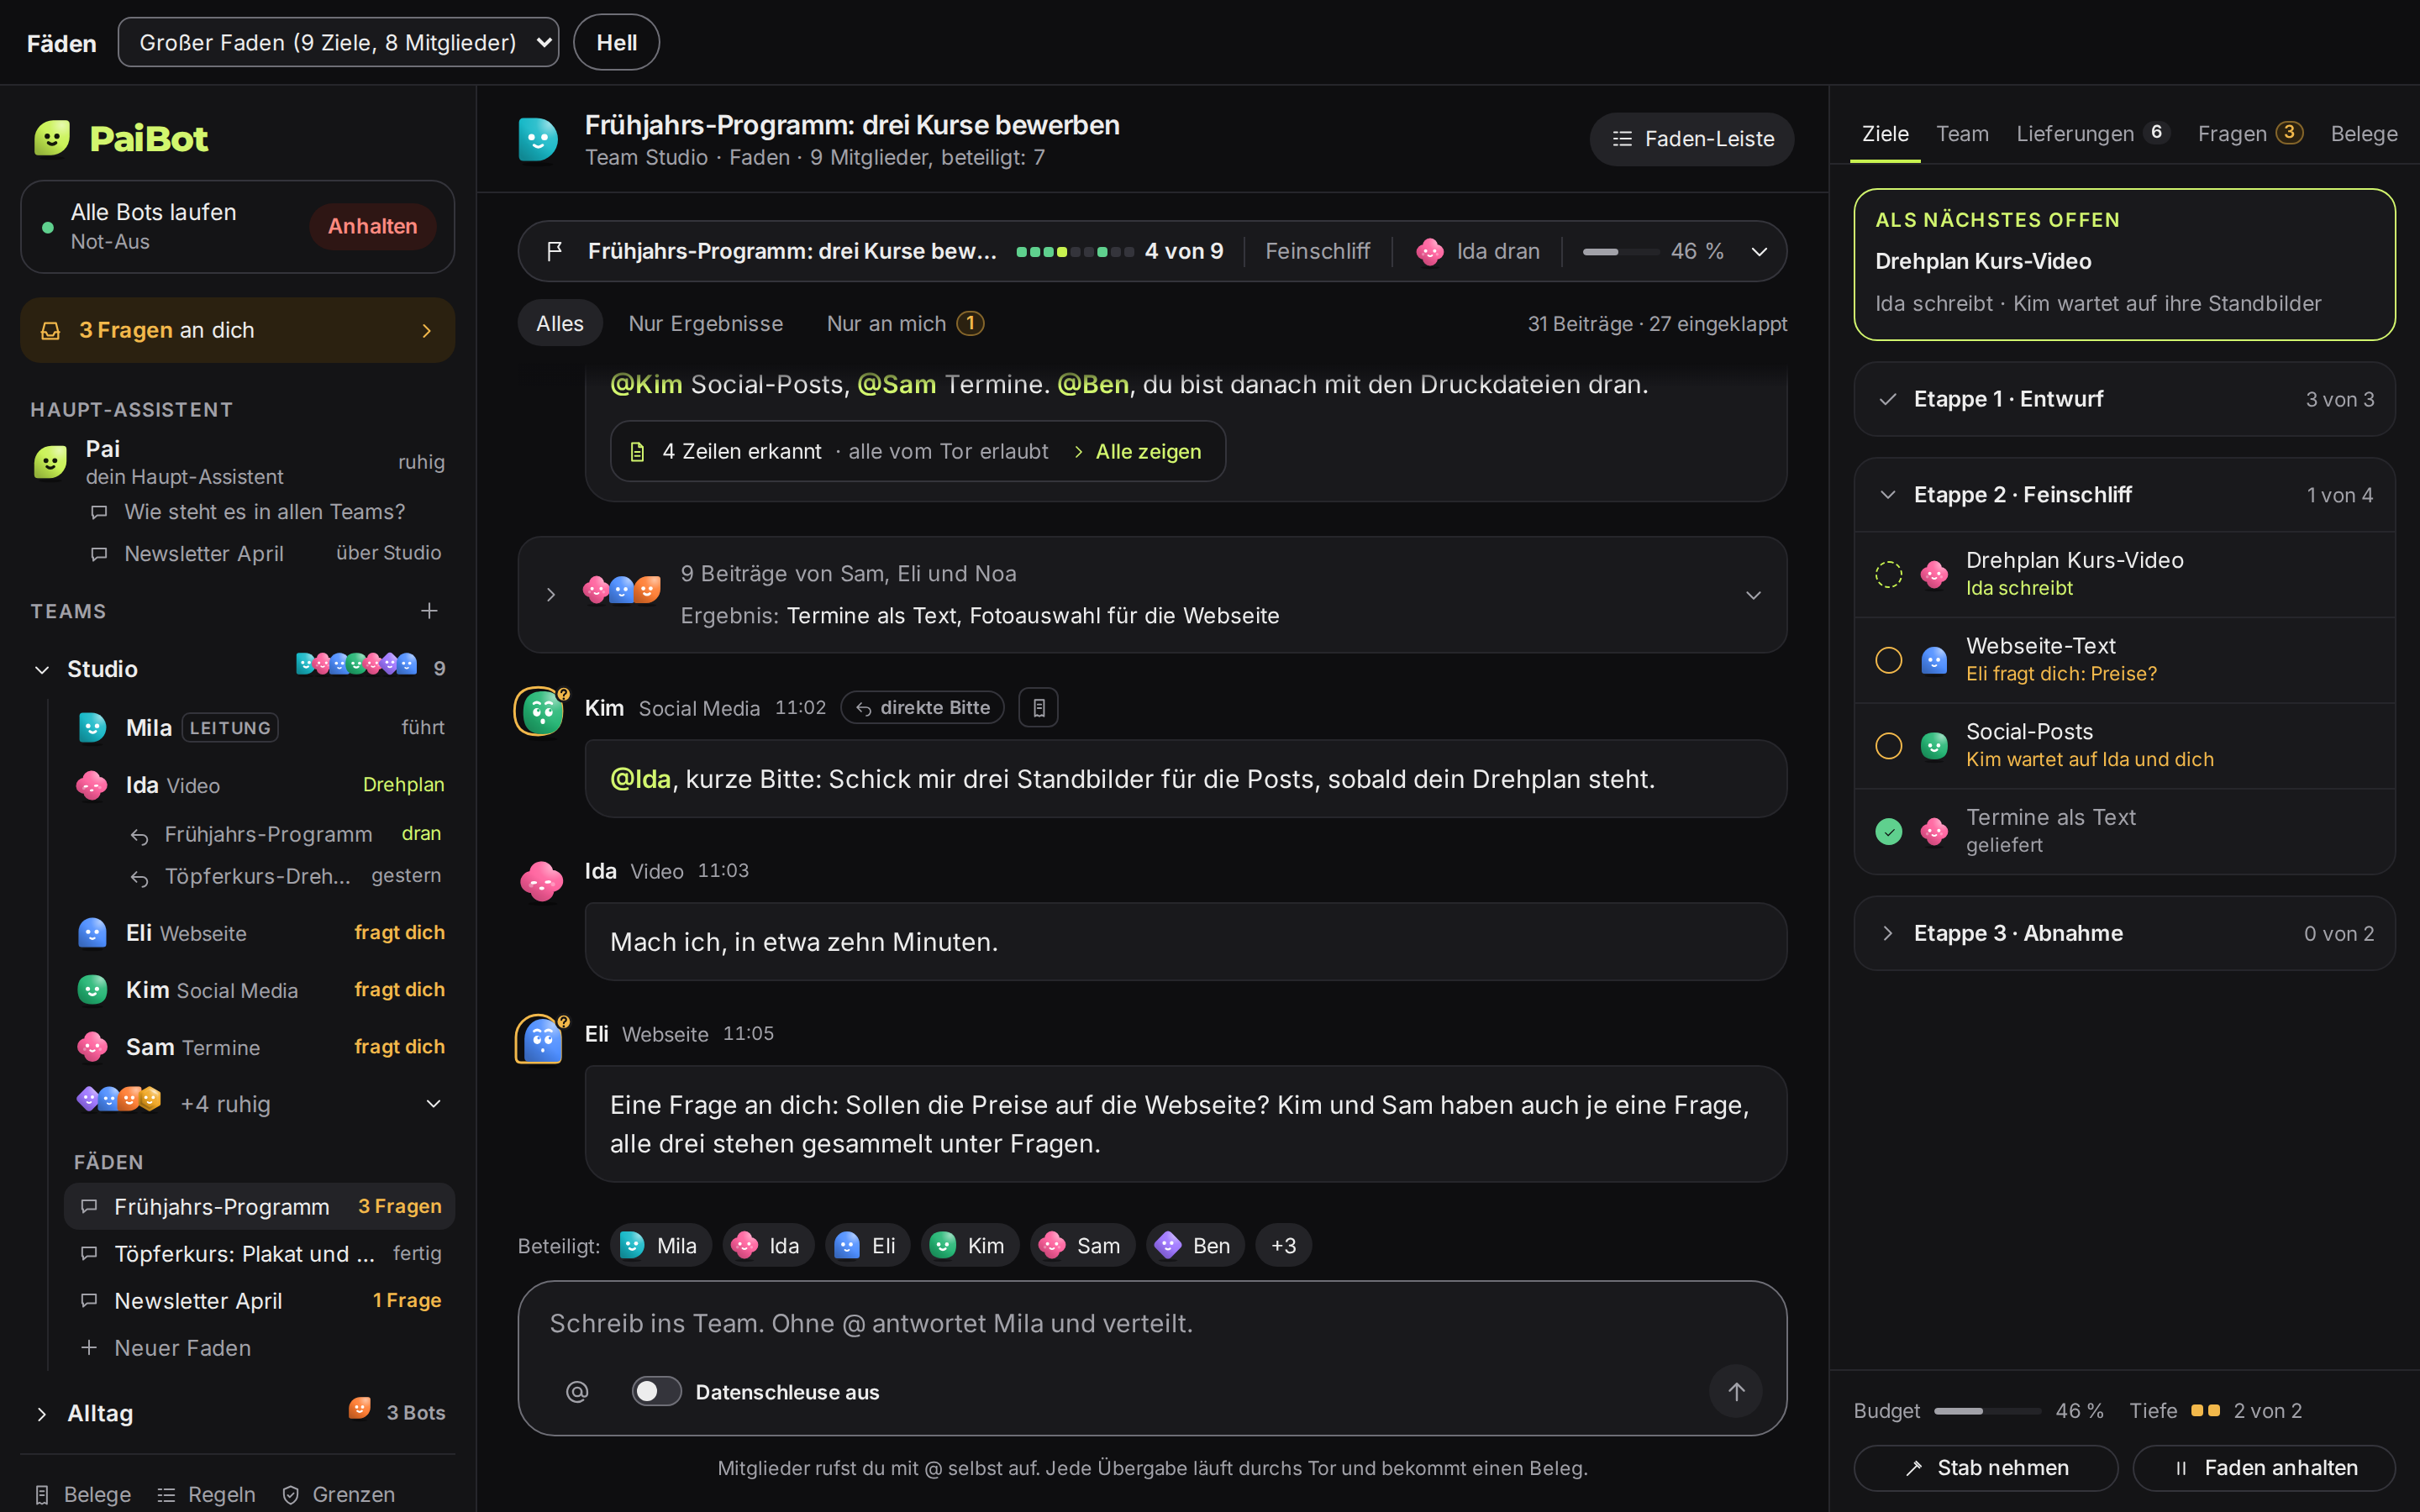 Fäden
Großer Faden (9 Ziele, 8 Mitglieder)
Hell
PaiBot
Alle Bots laufen
Not-Aus
Anhalten
3 Fragen an dich
HAUPT-ASSISTENT
Pai
dein Haupt-Assistent
ruhig
Wie steht es in allen Teams?
Newsletter April über Studio
TEAMS
Studio 9
Mila LEITUNG führt
Ida Video Drehplan
Frühjahrs-Programm dran
Töpferkurs-Dreh… gestern
Eli Webseite fragt dich
Kim Social Media fragt dich
Sam Termine fragt dich
+4 ruhig
FÄDEN
Frühjahrs-Programm 3 Fragen
Töpferkurs: Plakat und … fertig
Newsletter April 1 Frage
Neuer Faden
Alltag 3 Bots
Belege Regeln Grenzen
Frühjahrs-Programm: drei Kurse bewerben
Team Studio · Faden · 9 Mitglieder, beteiligt: 7
Faden-Leiste
Frühjahrs-Programm: drei Kurse bew… 4 von 9 Feinschliff Ida dran 46 %
Alles Nur Ergebnisse Nur an mich 1 31 Beiträge · 27 eingeklappt
@Kim Social-Posts, @Sam Termine. @Ben, du bist danach mit den Druckdateien dran.
4 Zeilen erkannt · alle vom Tor erlaubt Alle zeigen
9 Beiträge von Sam, Eli und Noa
Ergebnis: Termine als Text, Fotoauswahl für die Webseite
Kim Social Media 11:02 direkte Bitte
@Ida, kurze Bitte: Schick mir drei Standbilder für die Posts, sobald dein Drehplan steht.
Ida Video 11:03
Mach ich, in etwa zehn Minuten.
Eli Webseite 11:05
Eine Frage an dich: Sollen die Preise auf die Webseite? Kim und Sam haben auch je eine Frage,
alle drei stehen gesammelt unter Fragen.
Beteiligt: Mila Ida Eli Kim Sam Ben +3
Schreib ins Team. Ohne @ antwortet Mila und verteilt.
Datenschleuse aus
Mitglieder rufst du mit @ selbst auf. Jede Übergabe läuft durchs Tor und bekommt einen Beleg.
Ziele Team Lieferungen 6 Fragen 3 Belege
ALS NÄCHSTES OFFEN
Drehplan Kurs-Video
Ida schreibt · Kim wartet auf ihre Standbilder
Etappe 1 · Entwurf 3 von 3
Etappe 2 · Feinschliff 1 von 4
Drehplan Kurs-Video
Ida schreibt
Webseite-Text
Eli fragt dich: Preise?
Social-Posts
Kim wartet auf Ida und dich
Termine als Text
geliefert
Etappe 3 · Abnahme 0 von 2
Budget 46 % Tiefe 2 von 2
Stab nehmen Faden anhalten